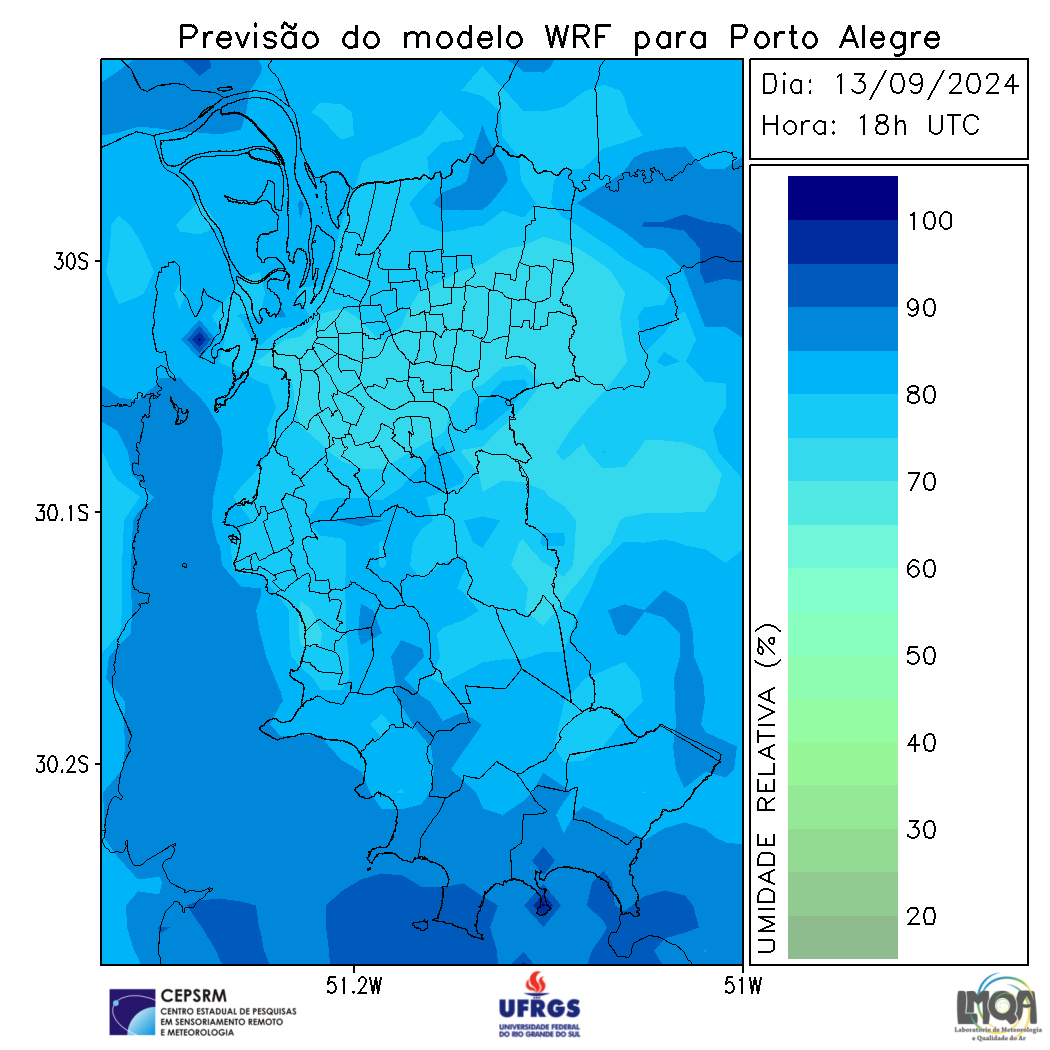 Previsão do modelo WRF para Porto Alegre
Dia: 13/09/2024
Hora: 18h UTC
100
90
80
70
60
50
40
30
20
UMIDADE RELATIVA (%)
30S
30.1S
30.2S
51.2W
51W
CEPSRM
CENTRO ESTADUAL DE PESQUISAS
EM SENSORIAMENTO REMOTO
E METEOROLOGIA
UFRGS
UNIVERSIDADE FEDERAL
DO RIO GRANDE DO SUL
LMQA
Laboratório de Meteorologia
e Qualidade do Ar